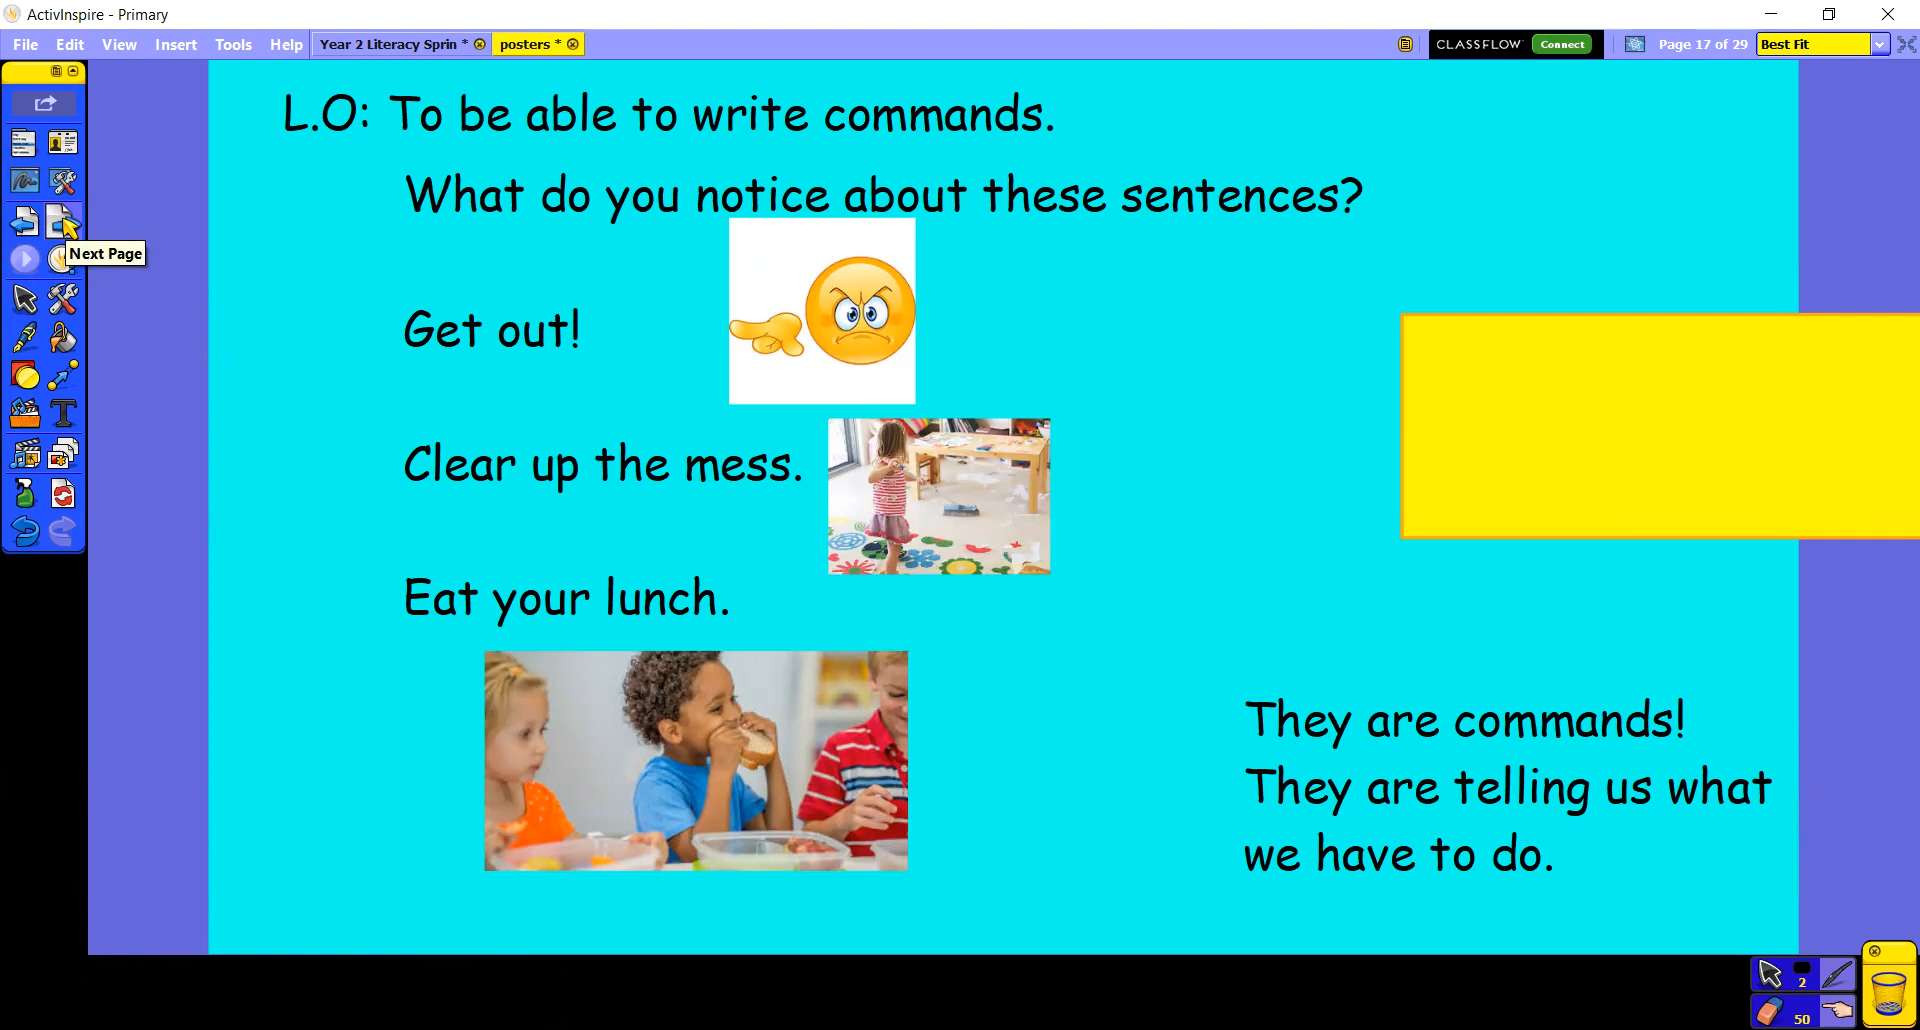 ActivInspire - Primary
File Edit View Insert Tools Help Year 2 Literacy Sprin * posters * CLASSFLOW Connect Page 17 of 29 Best Fit
Next Page
L.O: To be able to write commands.
What do you notice about these sentences?
Get out!
Clear up the mess.
Eat your lunch.
They are commands!
They are telling us what
we have to do.
2
50